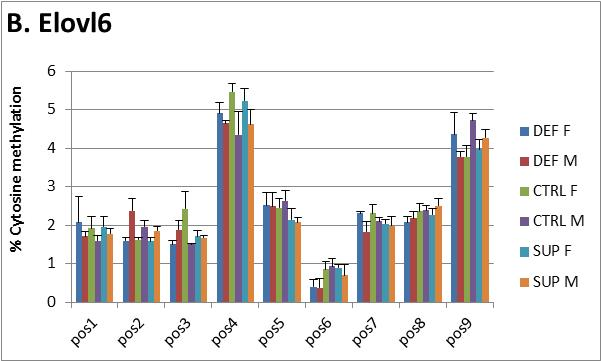 B. Elovl6
% Cytosine methylation
6
5
4
3
2
1
0
pos1
pos2
pos3
pos4
pos5
pos6
pos7
pos8
pos9
DEF F
DEF M
CTRL F
CTRL M
SUP F
SUP M